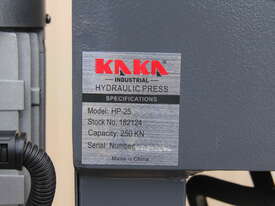 KAKA
INDUSTRIAL
HYDRAULIC PRESS
SPECIFICATIONS
Model: HP-25
Stock No. 182124
Capacity: 250 KN
Serial Number:
Made in China